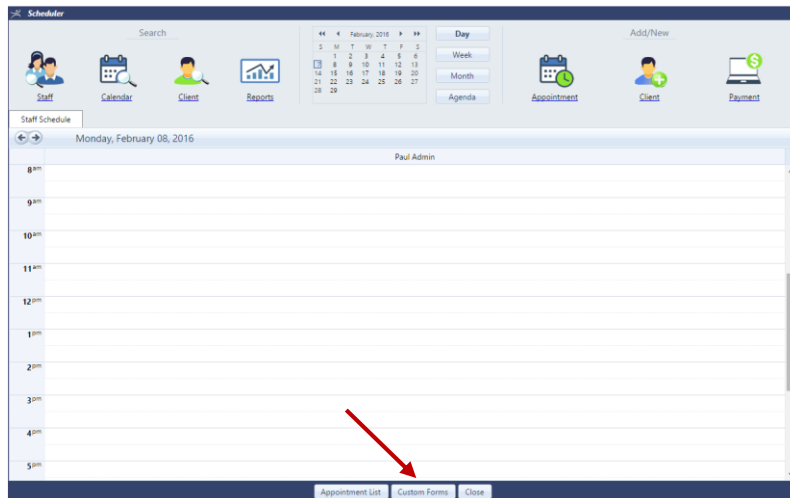 Scheduler
Search
Staff
Calendar
Client
Reports
February, 2016
S M T W T F S
1 2 3 4 5 6
7 8 9 10 11 12 13
14 15 16 17 18 19 20
21 22 23 24 25 26 27
28 29
Day
Week
Month
Agenda
Add/New
Appointment
Client
Payment
Staff Schedule
Monday, February 08, 2016
Paul Admin
8am
9am
10am
11am
12pm
1pm
2pm
3pm
4pm
5pm
Appointment List Custom Forms Close